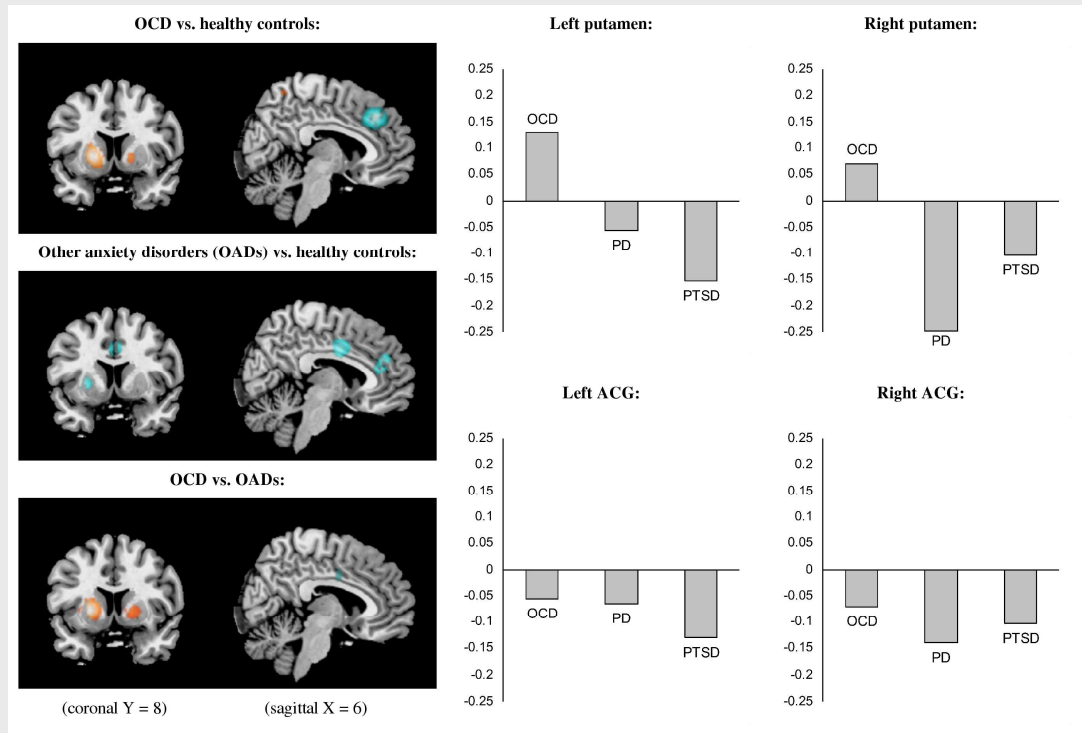 OCD vs. healthy controls:
Other anxiety disorders (OADs) vs. healthy controls:
OCD vs. OADs:
(coronal Y = 8)
(sagittal X = 6)
Left putamen:
0.25
0.2
0.15
0.1
0.05
0
-0.05
-0.1
-0.15
-0.2
-0.25
OCD
PD
PTSD
Right putamen:
0.25
0.2
0.15
0.1
0.05
0
-0.05
-0.1
-0.15
-0.2
-0.25
OCD
PD
PTSD
Left ACG:
0.25
0.2
0.15
0.1
0.05
0
-0.05
-0.1
-0.15
-0.2
-0.25
OCD
PD
PTSD
Right ACG:
0.25
0.2
0.15
0.1
0.05
0
-0.05
-0.1
-0.15
-0.2
-0.25
OCD
PD
PTSD